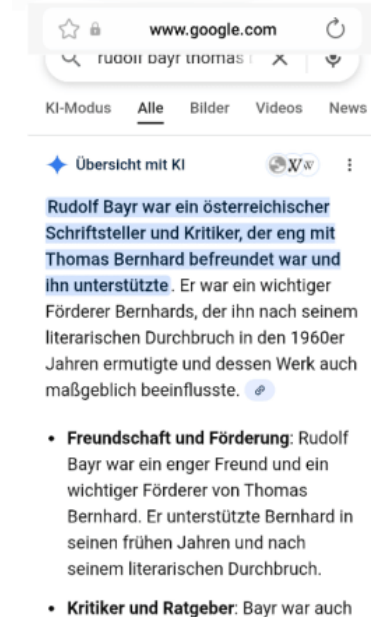 www.google.com
rudolf bayr thomas
KI-Modus Alle Bilder Videos News
Übersicht mit KI
Rudolf Bayr war ein österreichischer
Schriftsteller und Kritiker, der eng mit
Thomas Bernhard befreundet war und
ihn unterstützte. Er war ein wichtiger
Förderer Bernhards, der ihn nach seinem
literarischen Durchbruch in den 1960er
Jahren ermutigte und dessen Werk auch
maßgeblich beeinflusste.
• Freundschaft und Förderung: Rudolf
Bayr war ein enger Freund und ein
wichtiger Förderer von Thomas
Bernhard. Er unterstützte Bernhard in
seinen frühen Jahren und nach
seinem literarischen Durchbruch.
• Kritiker und Ratgeber: Bayr war auch